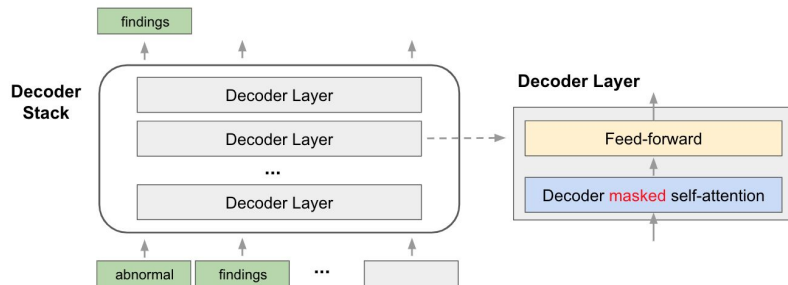 findings
Decoder
Stack
Decoder Layer
Decoder Layer
...
Decoder Layer
abnormal
findings
...
Decoder Layer
Feed-forward
Decoder masked self-attention